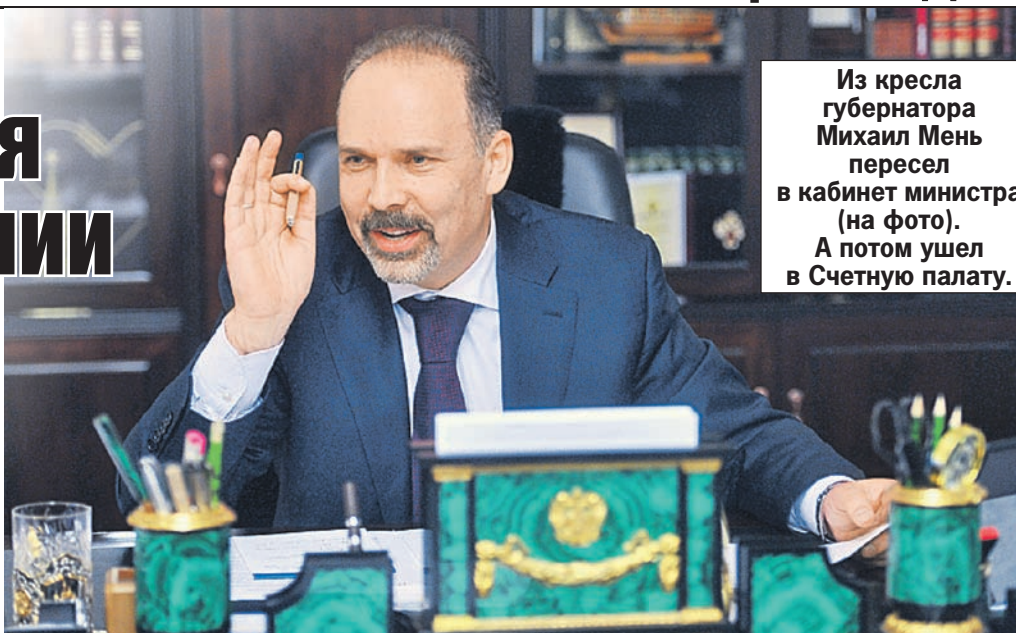 Из кресла
губернатора
Михаил Мень
пересел
в кабинет министра
(на фото).
А потом ушел
в Счетную палату.